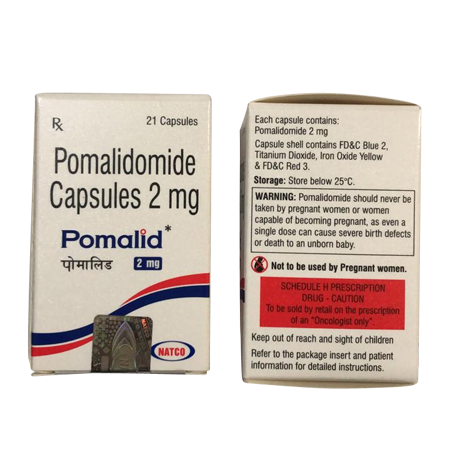 Rx
21 Capsules
Pomalidomide
Capsules 2 mg
Pomalid*
पोमालिड 2 mg
NATCO
Each capsule contains:
Pomalidomide 2 mg
Capsule shell contains FD&C Blue 2,
Titanium Dioxide, Iron Oxide Yellow
& FD&C Red 3.
Storage: Store below 25°C.
WARNING: Pomalidomide should never be
taken by pregnant women or women
capable of becoming pregnant, as even a
single dose can cause severe birth defects
or death to an unborn baby.
Not to be used by Pregnant women.
SCHEDULE H PRESCRIPTION
DRUG - CAUTION
To be sold by retail on the prescription
of an "Oncologist only".
Keep out of reach and sight of children
Refer to the package insert and patient
information for detailed instructions.